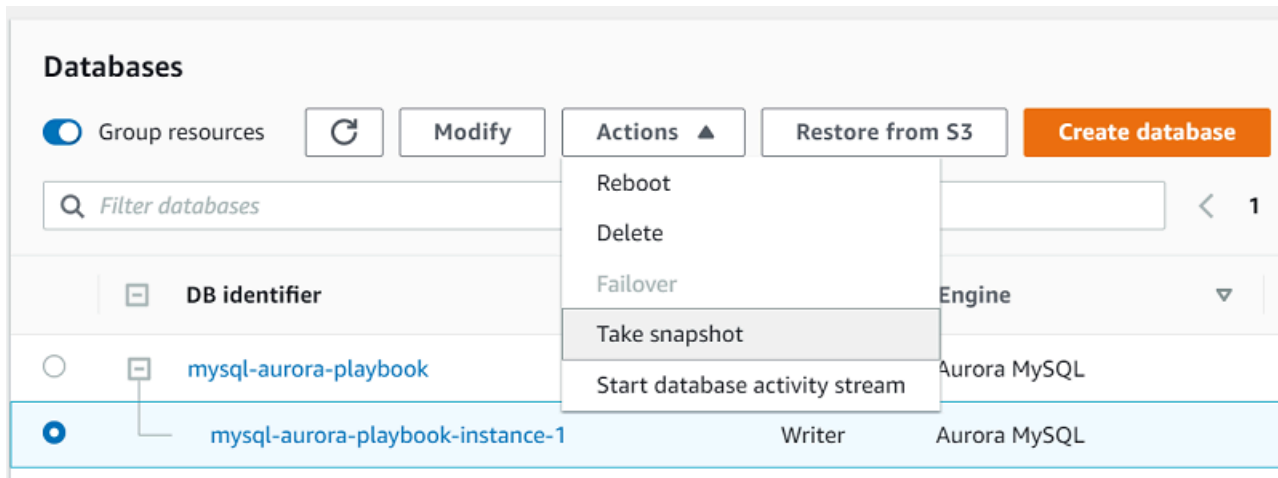 Databases
Group resources Modify Actions Restore from S3 Create database
Reboot
Filter databases 1
Delete
Failover
DB identifier Engine
Take snapshot
mysql-aurora-playbook Aurora MySQL
Start database activity stream
mysql-aurora-playbook-instance-1 Writer Aurora MySQL